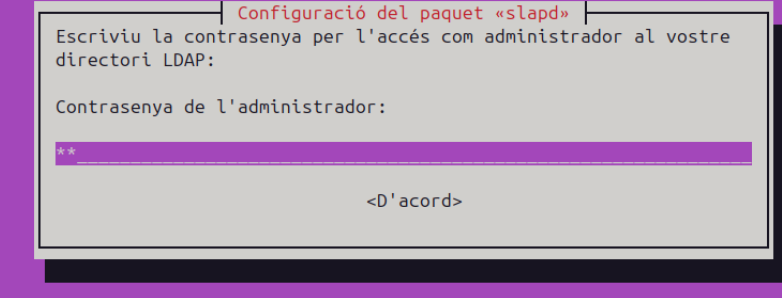 Configuració del paquet «slapd»
Escriviu la contrasenya per l'accés com administrador al vostre
directori LDAP:
Contrasenya de l'administrador:
**_______________________________________________________________
<D'acord>